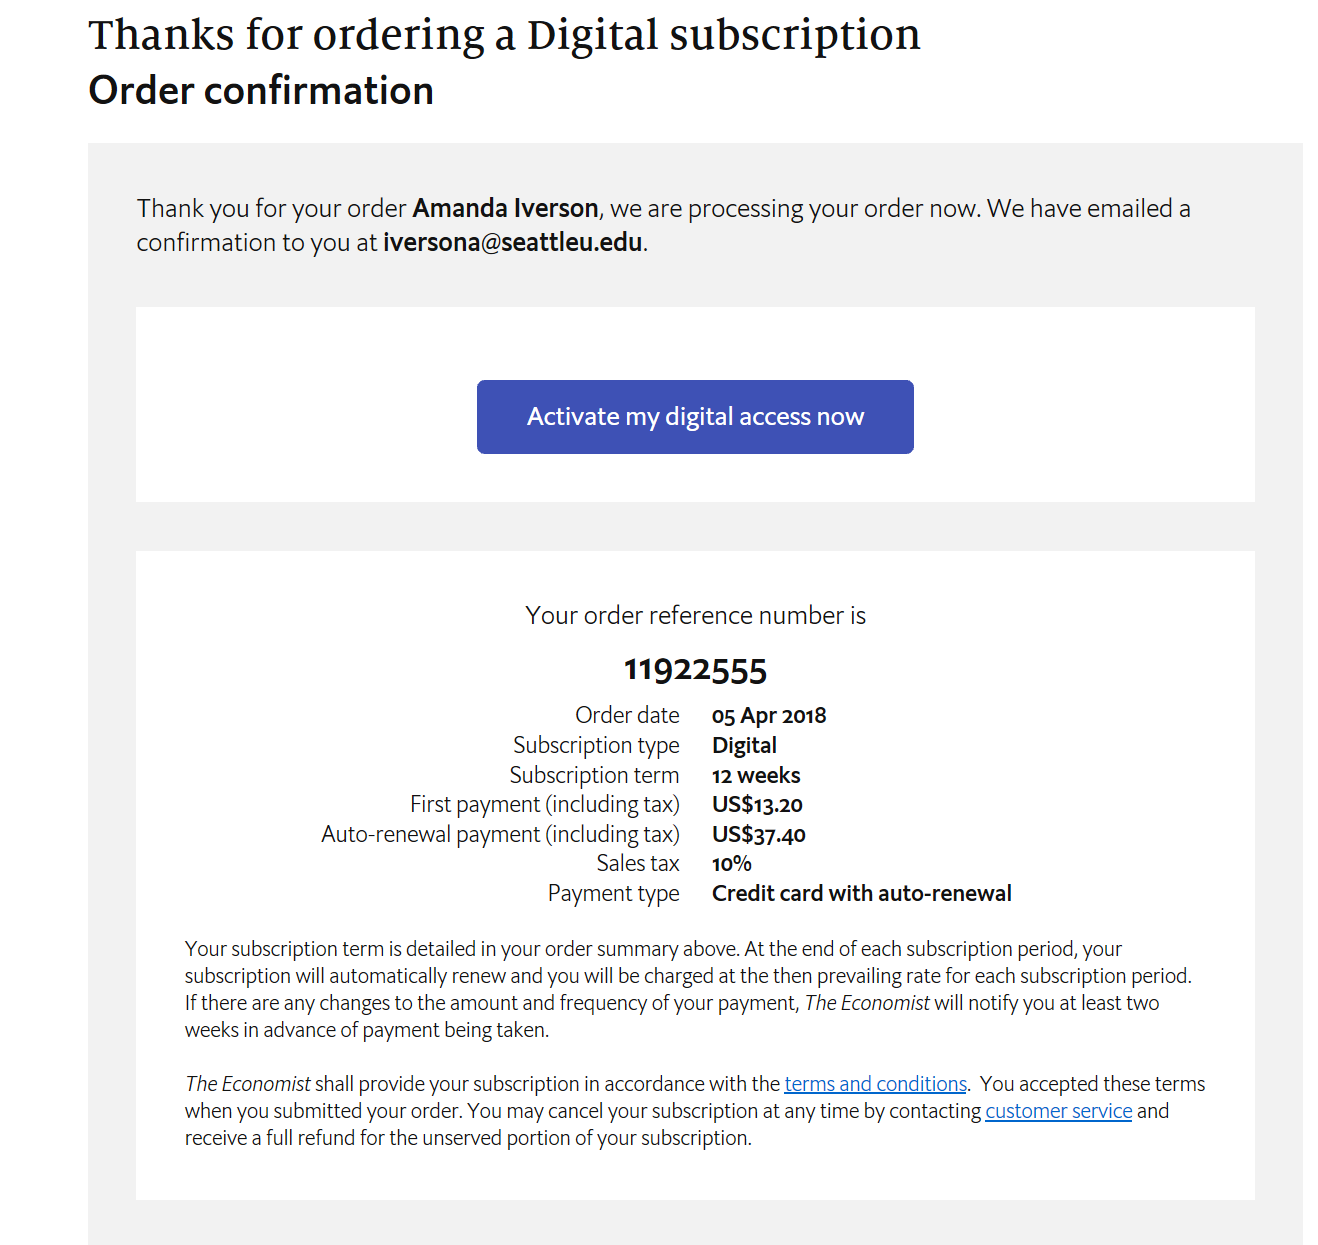 Thanks for ordering a Digital subscription
Order confirmation
Thank you for your order Amanda Iverson, we are processing your order now. We have emailed a
confirmation to you at iversona@seattleu.edu.
Activate my digital access now
Your order reference number is
11922555
Order date 05 Apr 2018
Subscription type Digital
Subscription term 12 weeks
First payment (including tax) US$13.20
Auto-renewal payment (including tax) US$37.40
Sales tax 10%
Payment type Credit card with auto-renewal
Your subscription term is detailed in your order summary above. At the end of each subscription period, your
subscription will automatically renew and you will be charged at the then prevailing rate for each subscription period.
If there are any changes to the amount and frequency of your payment, The Economist will notify you at least two
weeks in advance of payment being taken.
The Economist shall provide your subscription in accordance with the terms and conditions. You accepted these terms
when you submitted your order. You may cancel your subscription at any time by contacting customer service and
receive a full refund for the unserved portion of your subscription.